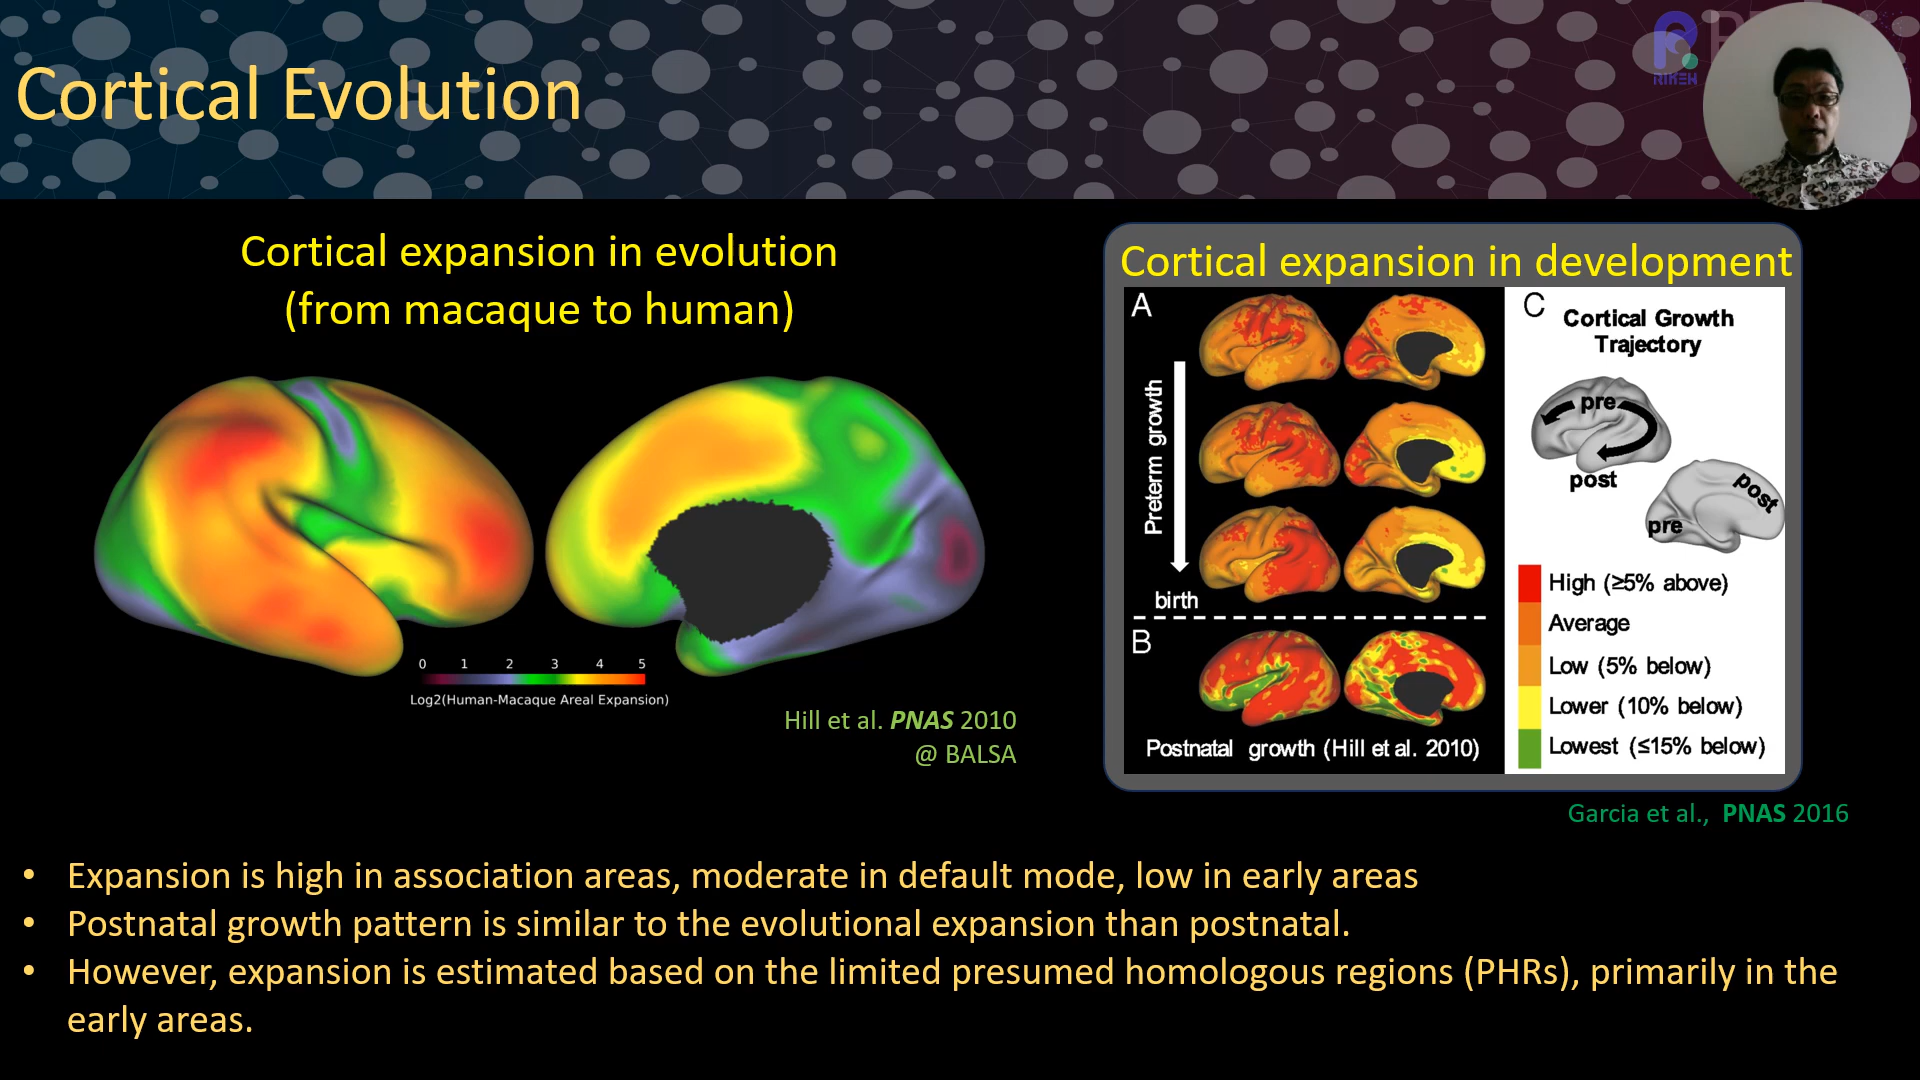 Cortical Evolution
RIKEN
Cortical expansion in evolution
(from macaque to human)
0 1 2 3 4 5
Log2(Human-Macaque Areal Expansion)
Hill et al. PNAS 2010
@ BALSA
Cortical expansion in development
A
Preterm growth
birth
B
Postnatal growth (Hill et al. 2010)
C
Cortical Growth
Trajectory
pre
post
post
pre
High (≥5% above)
Average
Low (5% below)
Lower (10% below)
Lowest (≤15% below)
Garcia et al., PNAS 2016
• Expansion is high in association areas, moderate in default mode, low in early areas
• Postnatal growth pattern is similar to the evolutional expansion than postnatal.
• However, expansion is estimated based on the limited presumed homologous regions (PHRs), primarily in the
early areas.